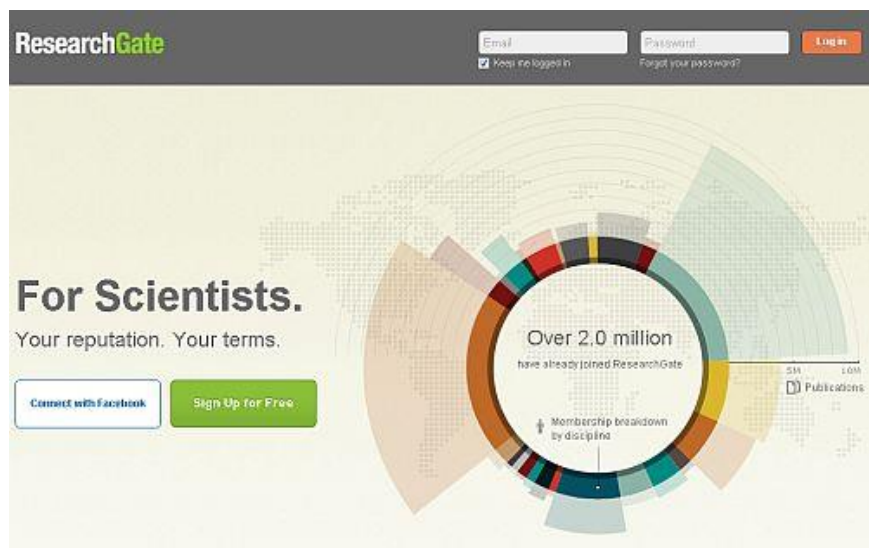 ResearchGate
Email
Password
Login
Keep me logged in
Forgot your password?
For Scientists.
Your reputation. Your terms.
Connect with Facebook
Sign Up for Free
Over 2.0 million
have already joined ResearchGate
Membership breakdown
by discipline
5M
10M
Publications